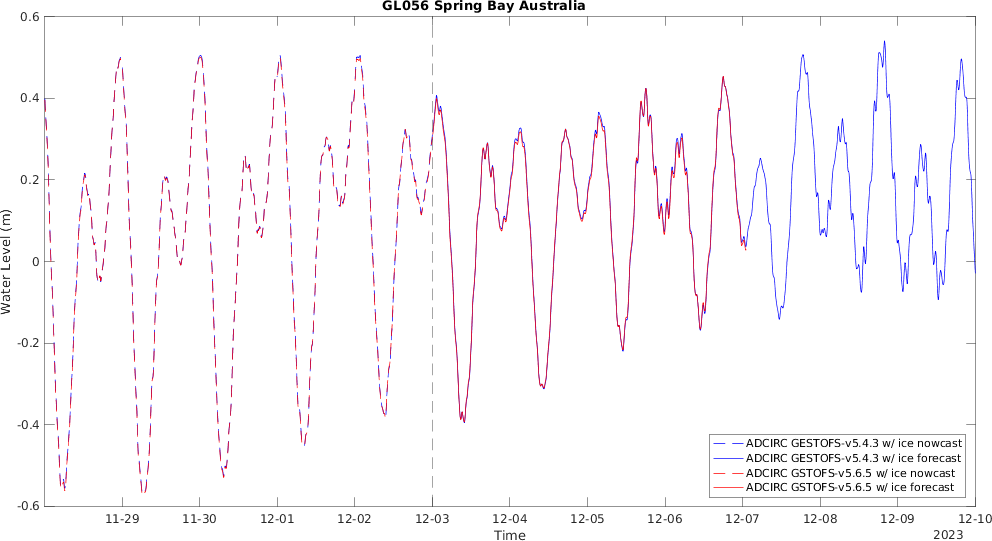 GL056 Spring Bay Australia
0.6
0.4
0.2
0
-0.2
-0.4
-0.6
Water Level (m)
ADCIRC GESTOFS-v5.4.3 w/ ice nowcast
ADCIRC GESTOFS-v5.4.3 w/ ice forecast
ADCIRC GSTOFS-v5.6.5 w/ ice nowcast
ADCIRC GSTOFS-v5.6.5 w/ ice forecast
11-29 11-30 12-01 12-02 12-03 12-04 12-05 12-06 12-07 12-08 12-09 12-10
Time
2023